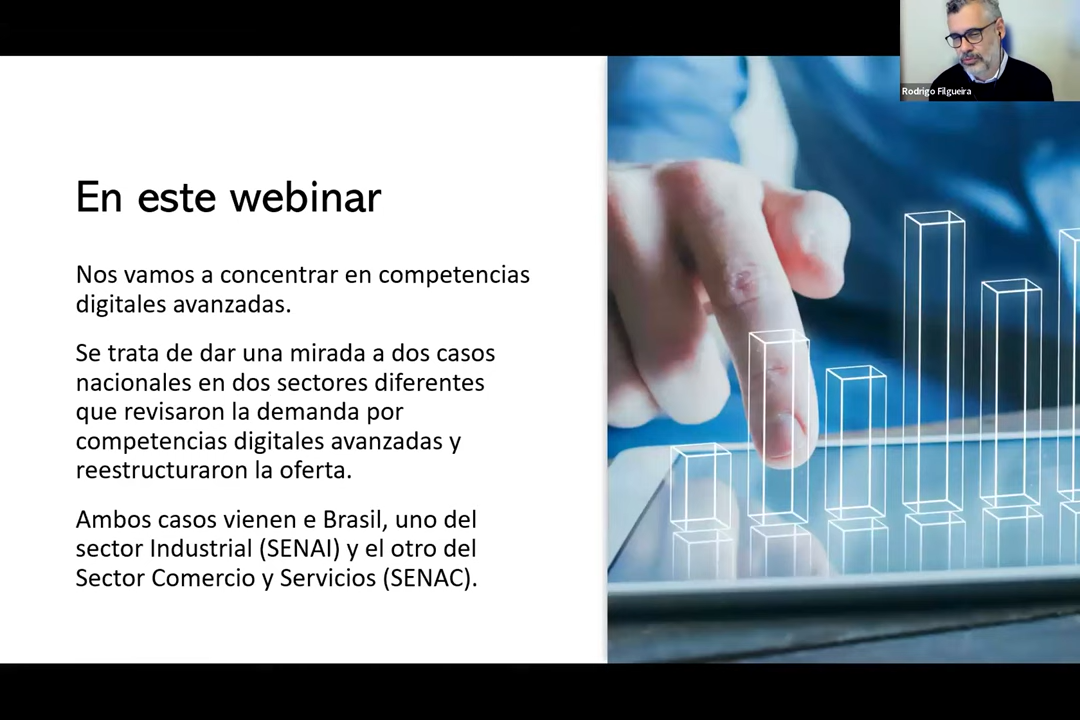 Rodrigo Filgueira
En este webinar
Nos vamos a concentrar en competencias
digitales avanzadas.
Se trata de dar una mirada a dos casos
nacionales en dos sectores diferentes
que revisaron la demanda por
competencias digitales avanzadas y
reestructuraron la oferta.
Ambos casos vienen e Brasil, uno del
sector Industrial (SENAI) y el otro del
Sector Comercio y Servicios (SENAC).